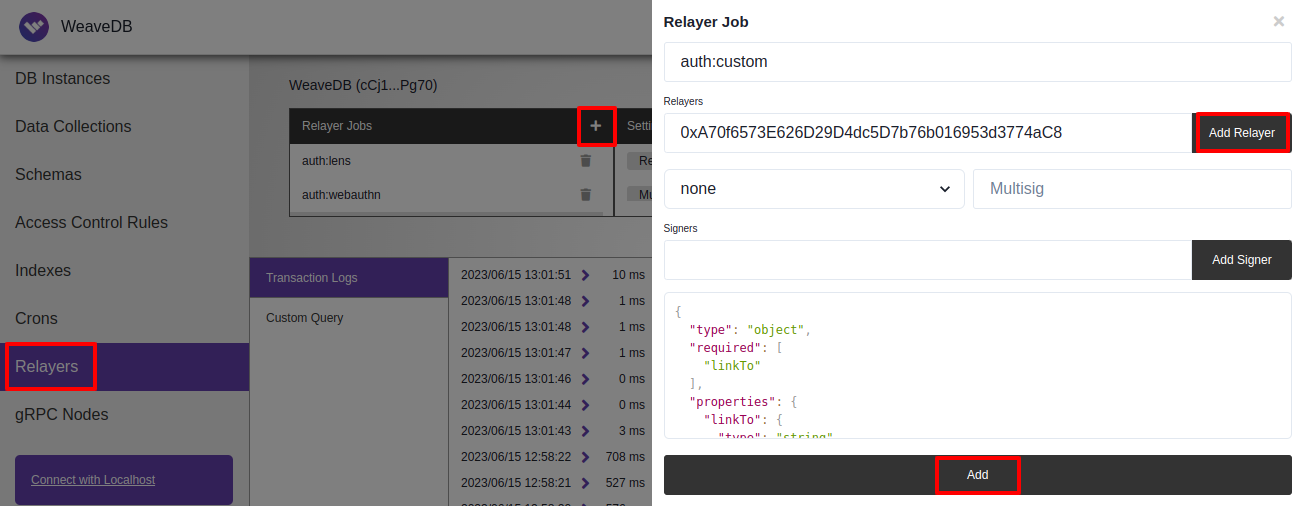 WeaveDB
DB Instances
Data Collections
Schemas
Access Control Rules
Indexes
Crons
Relayers
gRPC Nodes
Connect with Localhost
WeaveDB (cCj1...Pg70)
Relayer Jobs +
auth:lens
auth:webauthn
Transaction Logs
Custom Query
2023/06/15 13:01:51 10 ms
2023/06/15 13:01:48 1 ms
2023/06/15 13:01:48 1 ms
2023/06/15 13:01:47 1 ms
2023/06/15 13:01:46 0 ms
2023/06/15 13:01:44 0 ms
2023/06/15 13:01:43 3 ms
2023/06/15 12:58:22 708 ms
2023/06/15 12:58:21 527 ms
Relayer Job ×
auth:custom
Relayers
0xA70f6573E626D29D4dc5D7b76b016953d3774aC8 Add Relayer
none Multisig
Signers
Add Signer
{
"type": "object",
"required": [
"linkTo"
],
"properties": {
"linkTo": {
"type": "string"
Add